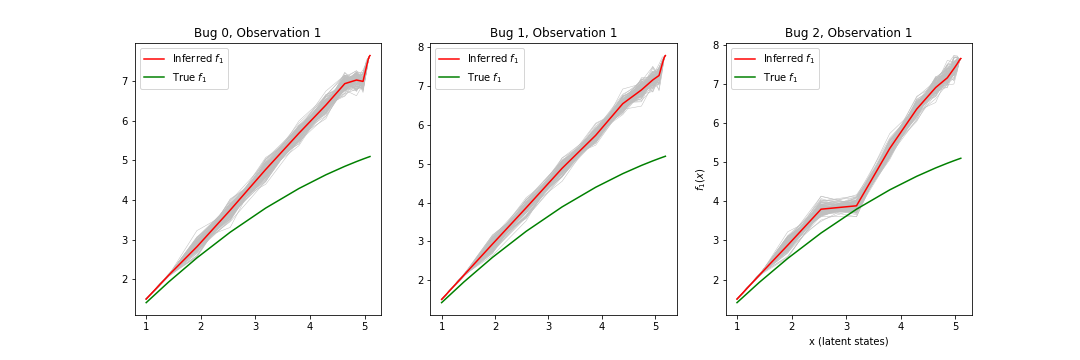 Bug 0, Observation 1
Inferred f₁
True f₁
7
6
5
4
3
2
1 2 3 4 5
Bug 1, Observation 1
Inferred f₁
True f₁
8
7
6
5
4
3
2
1 2 3 4 5
Bug 2, Observation 1
Inferred f₁
True f₁
f₁(x)
8
7
6
5
4
3
2
1 2 3 4 5
x (latent states)